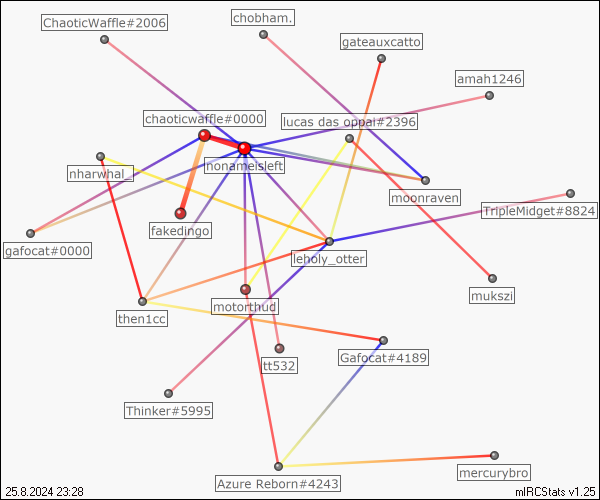 ChaoticWaffle#2006
chobham.
gateauxcatto
amah1246
chaoticwaffle#0000
lucas das oppai#2396
nonameisleft
nharwhal_
moonraven
TripleMidget#8824
fakedingo
gafocat#0000
leholy_otter
mukszi
motorthud
then1cc
Gafocat#4189
tt532
Thinker#5995
mercurybro
Azure Reborn#4243
25.8.2024 23:28
mIRCStats v1.25